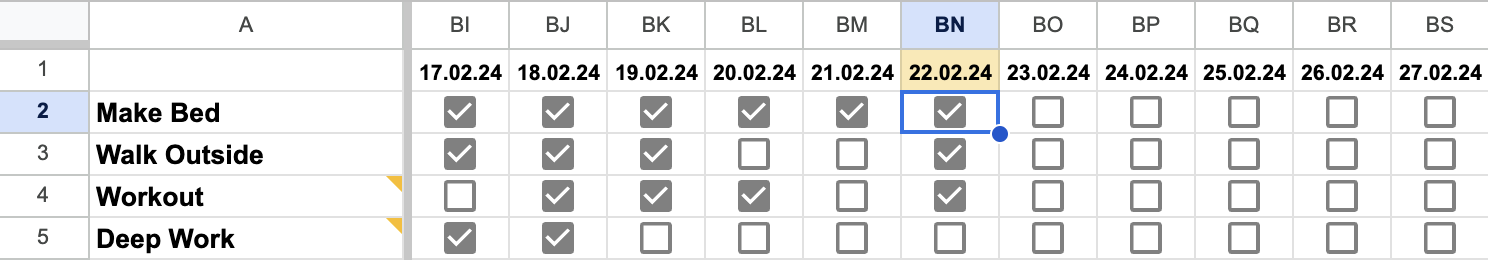 A BI BJ BK BL BM BN BO BP BQ BR BS
1 17.02.24 18.02.24 19.02.24 20.02.24 21.02.24 22.02.24 23.02.24 24.02.24 25.02.24 26.02.24 27.02.24
2 Make Bed
3 Walk Outside
4 Workout
5 Deep Work